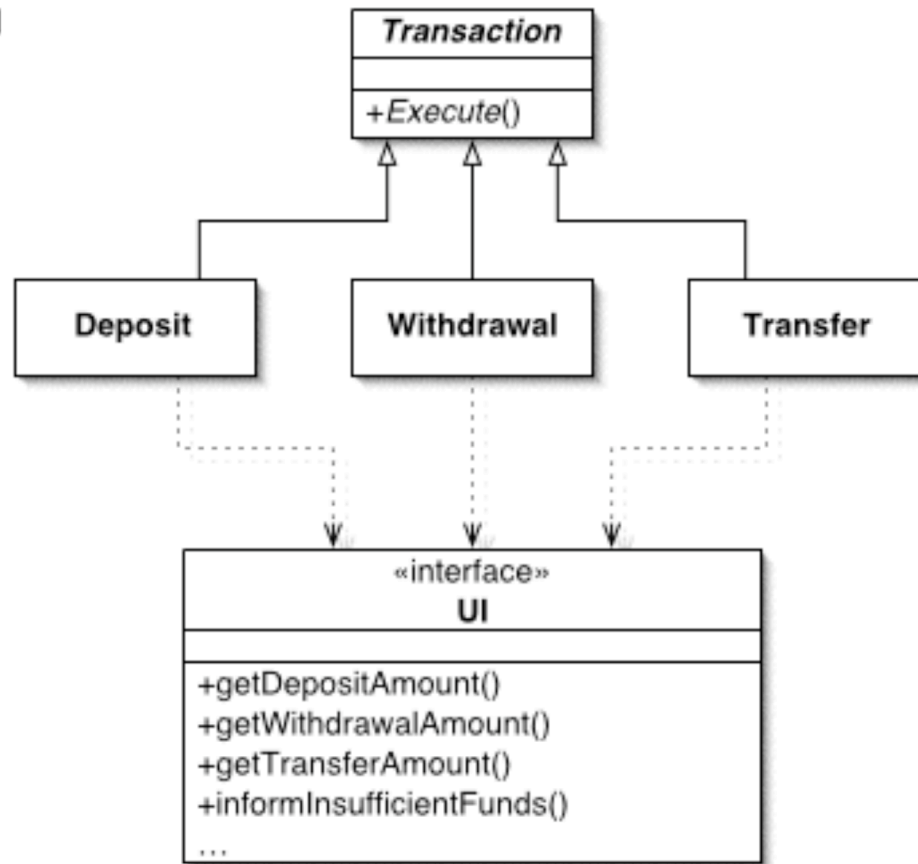 Transaction
+Execute()
Deposit
Withdrawal
Transfer
«interface»
UI
+getDepositAmount()
+getWithdrawalAmount()
+getTransferAmount()
+informInsufficientFunds()
...